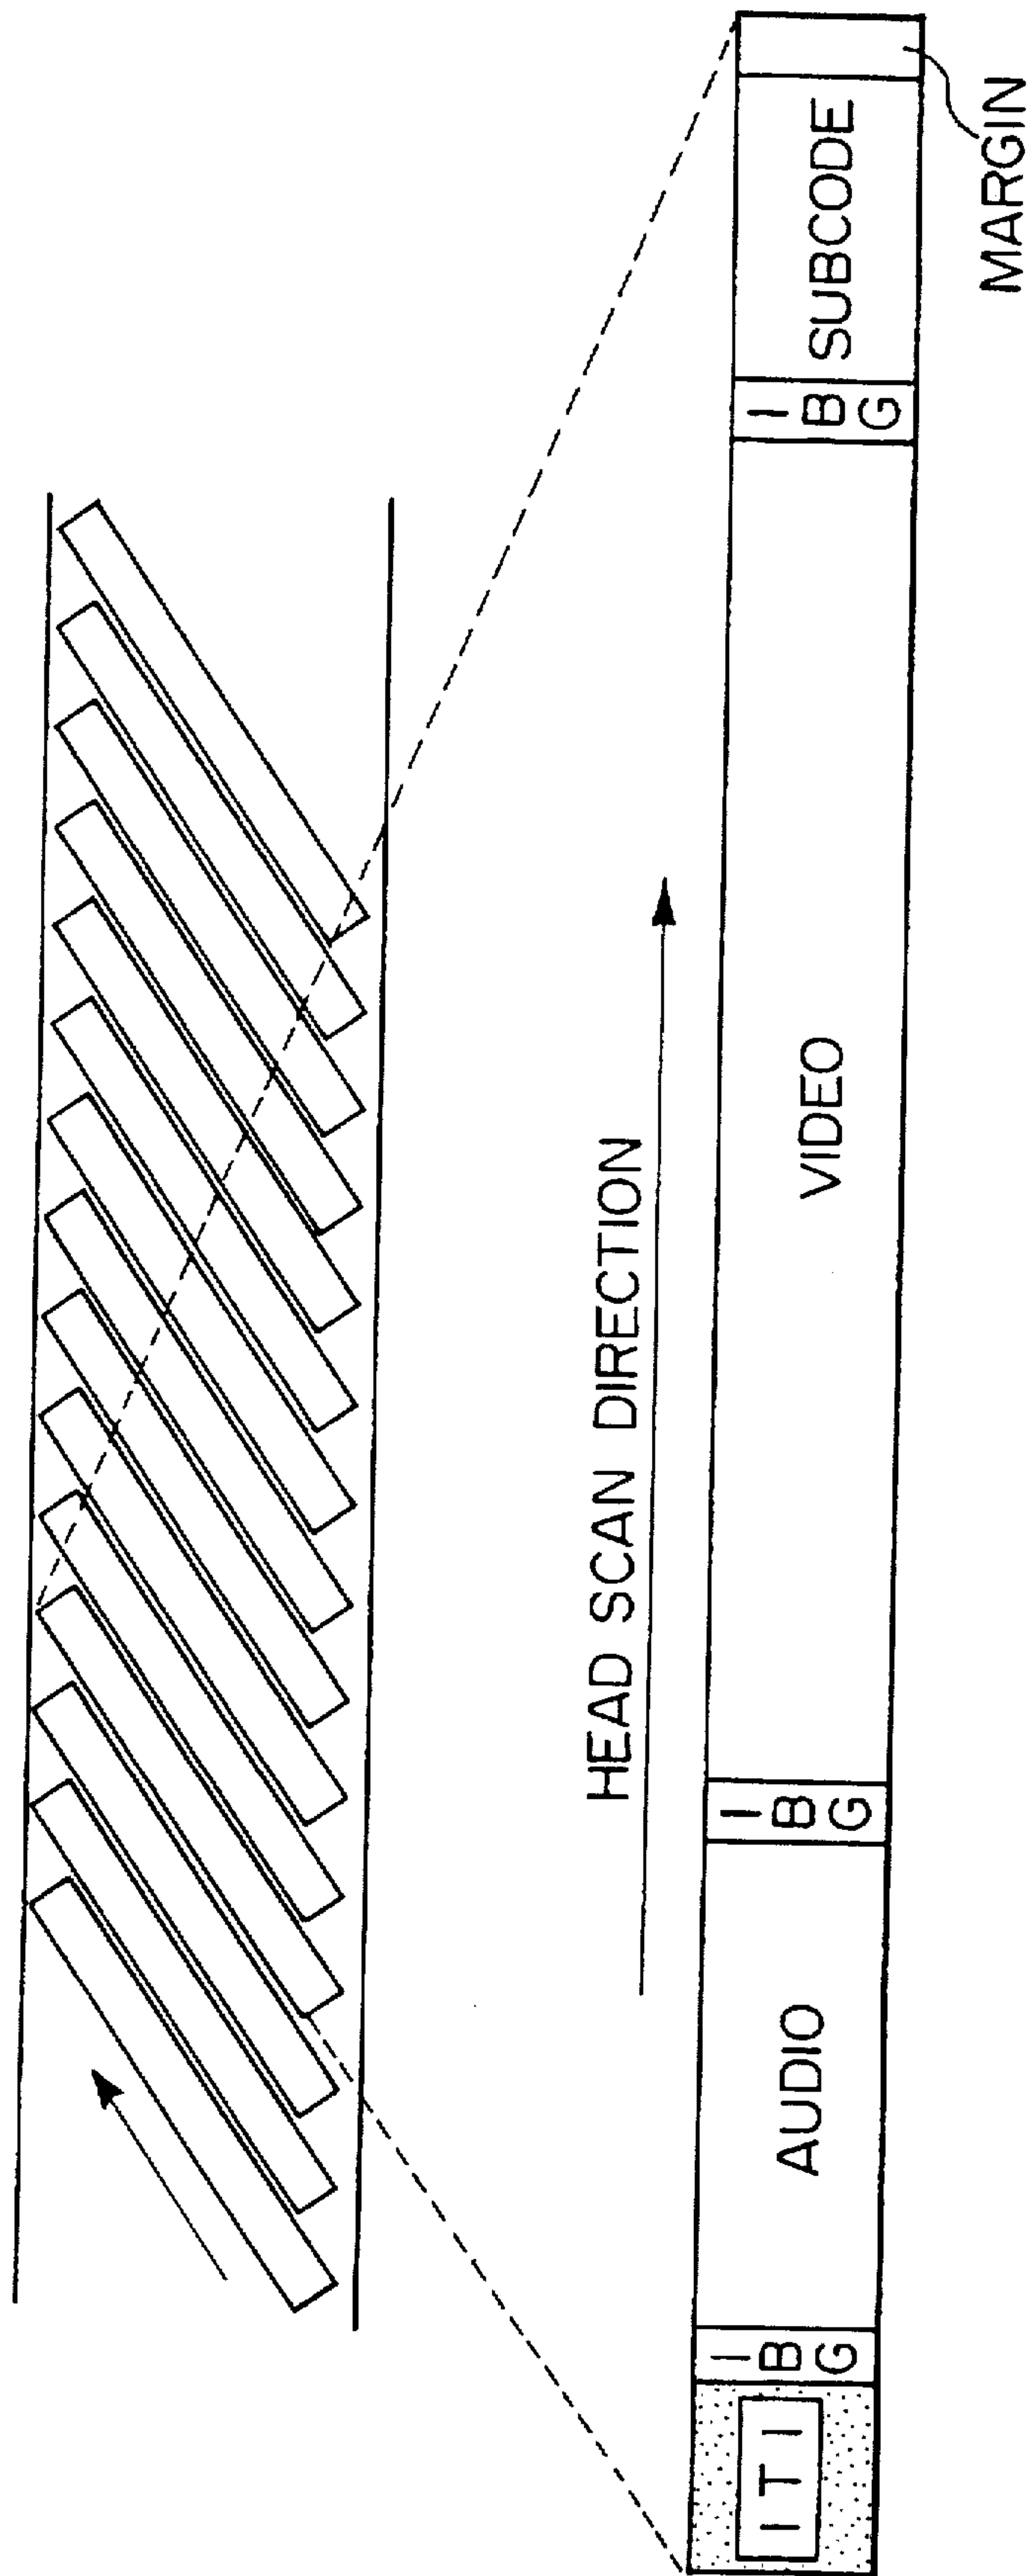 HEAD SCAN DIRECTION
ITI
IBG
AUDIO
IBG
VIDEO
IBG
SUBCODE
MARGIN